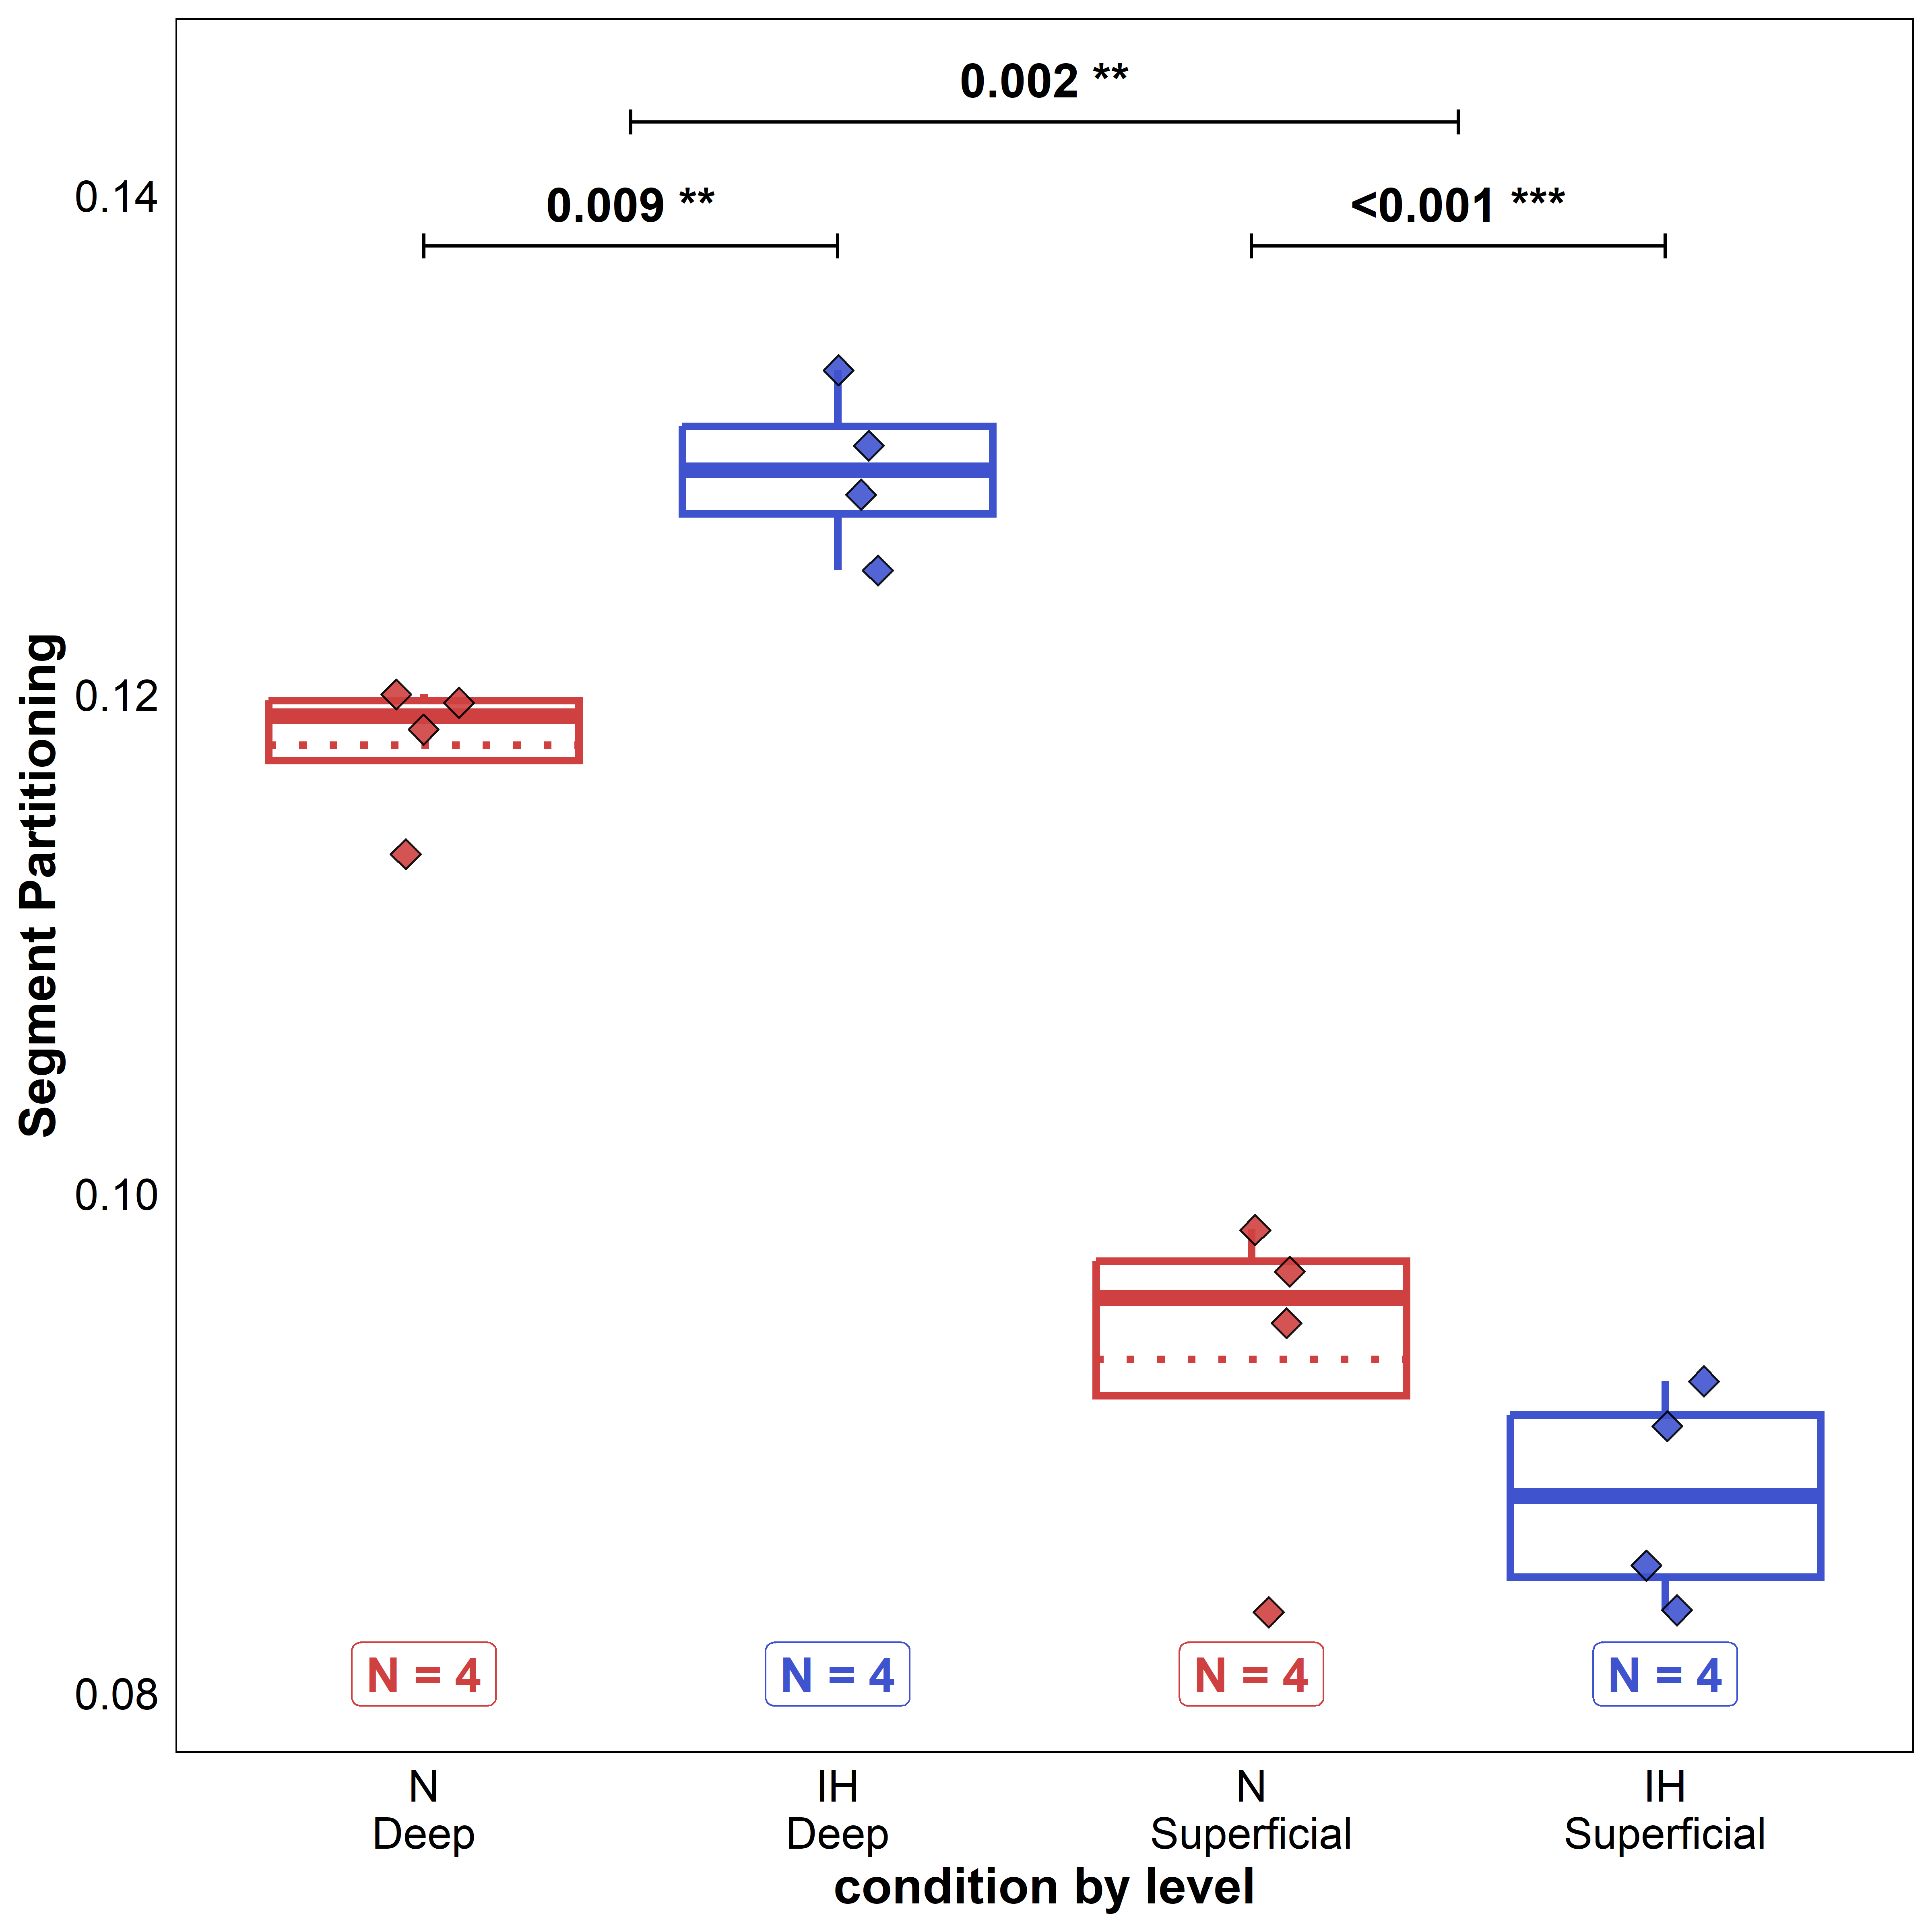 0.002 **
0.009 **
<0.001 ***
0.14
0.12
0.10
0.08
Segment Partitioning
N = 4
N = 4
N = 4
N = 4
N
Deep
IH
Deep
N
Superficial
IH
Superficial
condition by level